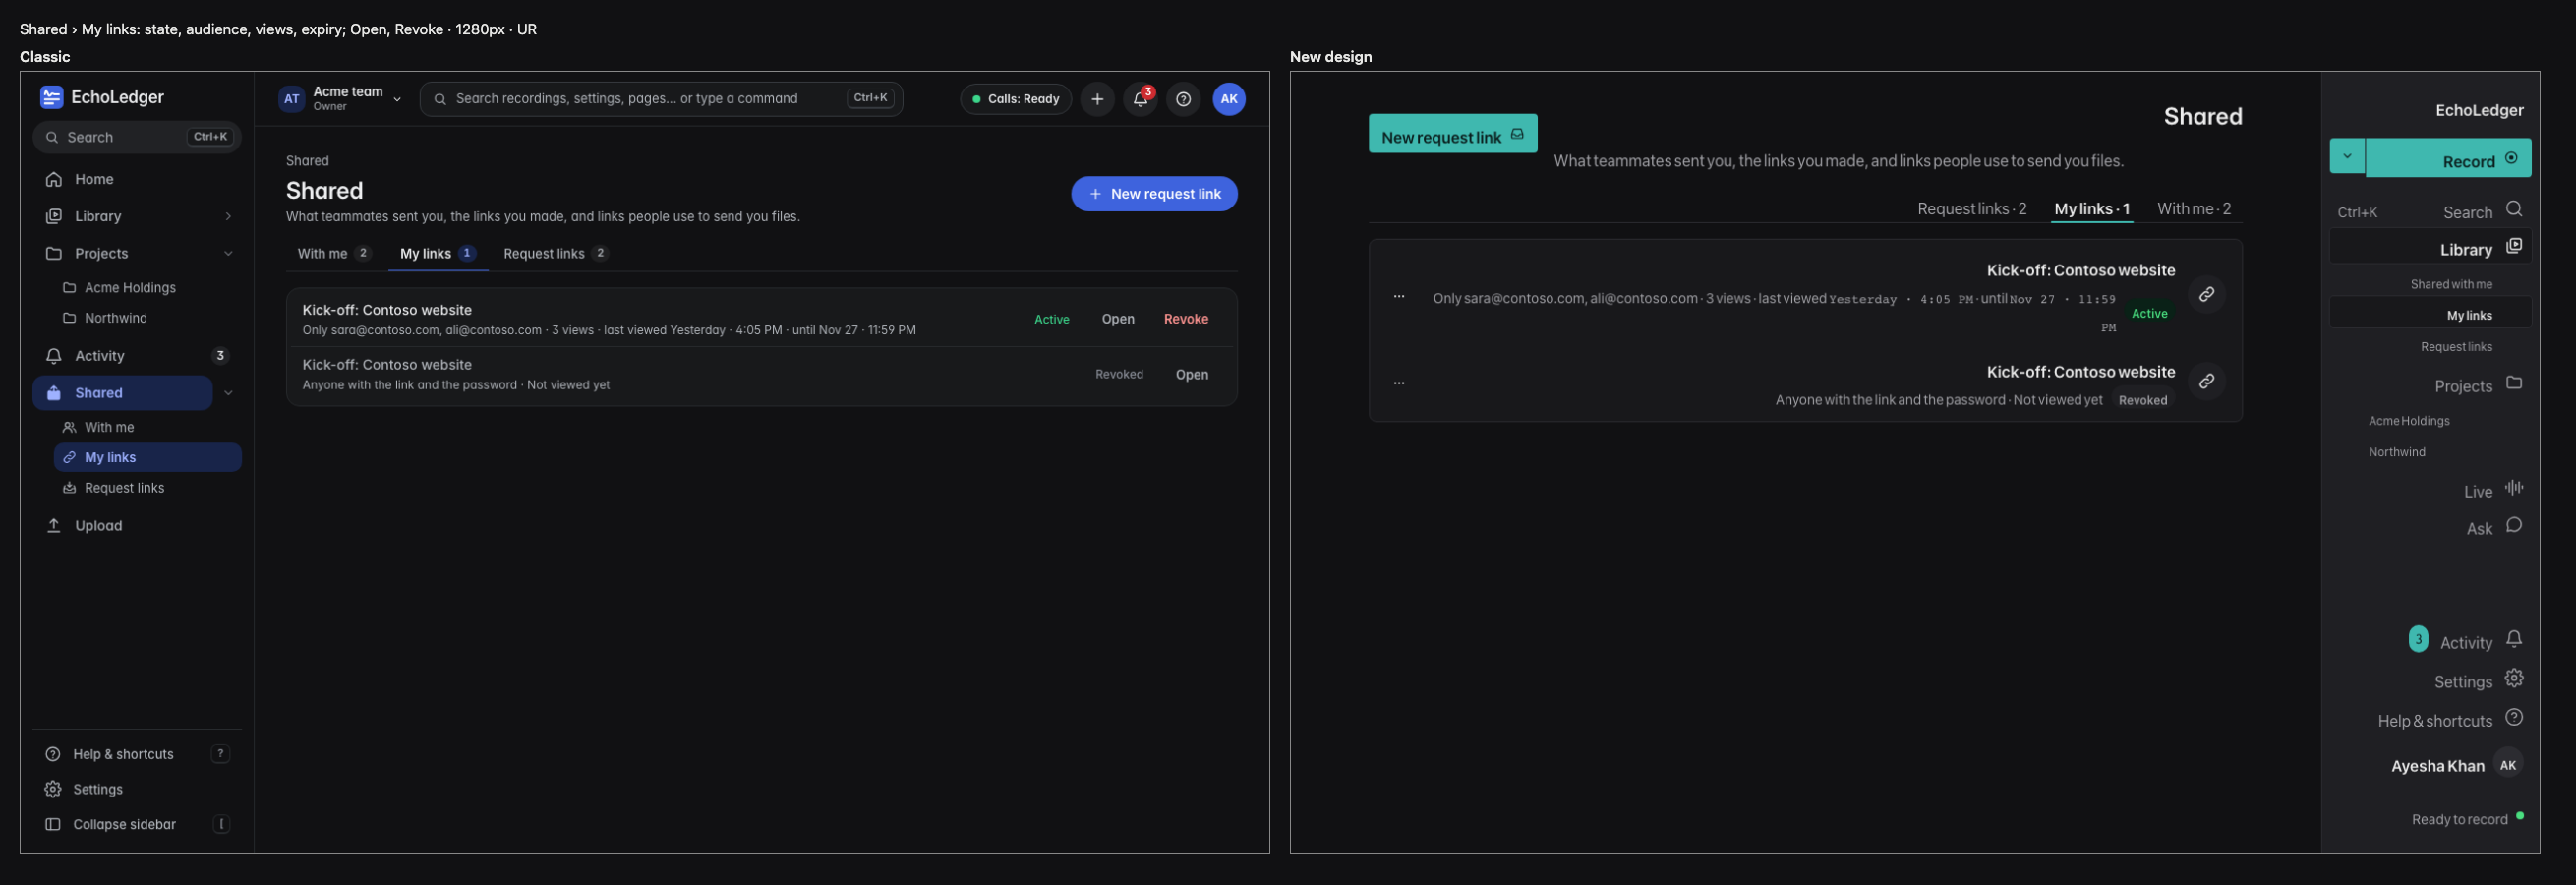 Shared › My links: state, audience, views, expiry; Open, Revoke · 1280px · UR
Classic
EchoLedger
Search Ctrl+K
Home
Library
Projects
Acme Holdings
Northwind
Activity 3
Shared
With me
My links
Request links
Upload
Help & shortcuts ?
Settings
Collapse sidebar [
AT Acme team
Owner
Search recordings, settings, pages... or type a command Ctrl+K
Calls: Ready
3
AK
Shared
Shared
What teammates sent you, the links you made, and links people use to send you files.
New request link
With me 2 My links 1 Request links 2
Kick-off: Contoso website
Only sara@contoso.com, ali@contoso.com · 3 views · last viewed Yesterday · 4:05 PM · until Nov 27 · 11:59 PM
Active Open Revoke
Kick-off: Contoso website
Anyone with the link and the password · Not viewed yet
Revoked Open
New design
Shared
New request link
What teammates sent you, the links you made, and links people use to send you files.
Request links · 2 My links · 1 With me · 2
Kick-off: Contoso website
Only sara@contoso.com, ali@contoso.com · 3 views · last viewed Yesterday · 4:05 PM · until Nov 27 · 11:59
PM
Active
Kick-off: Contoso website
Anyone with the link and the password · Not viewed yet Revoked
EchoLedger
Record
Ctrl+K Search
Library
Shared with me
My links
Request links
Projects
Acme Holdings
Northwind
Live
Ask
3 Activity
Settings
Help & shortcuts
Ayesha Khan AK
Ready to record